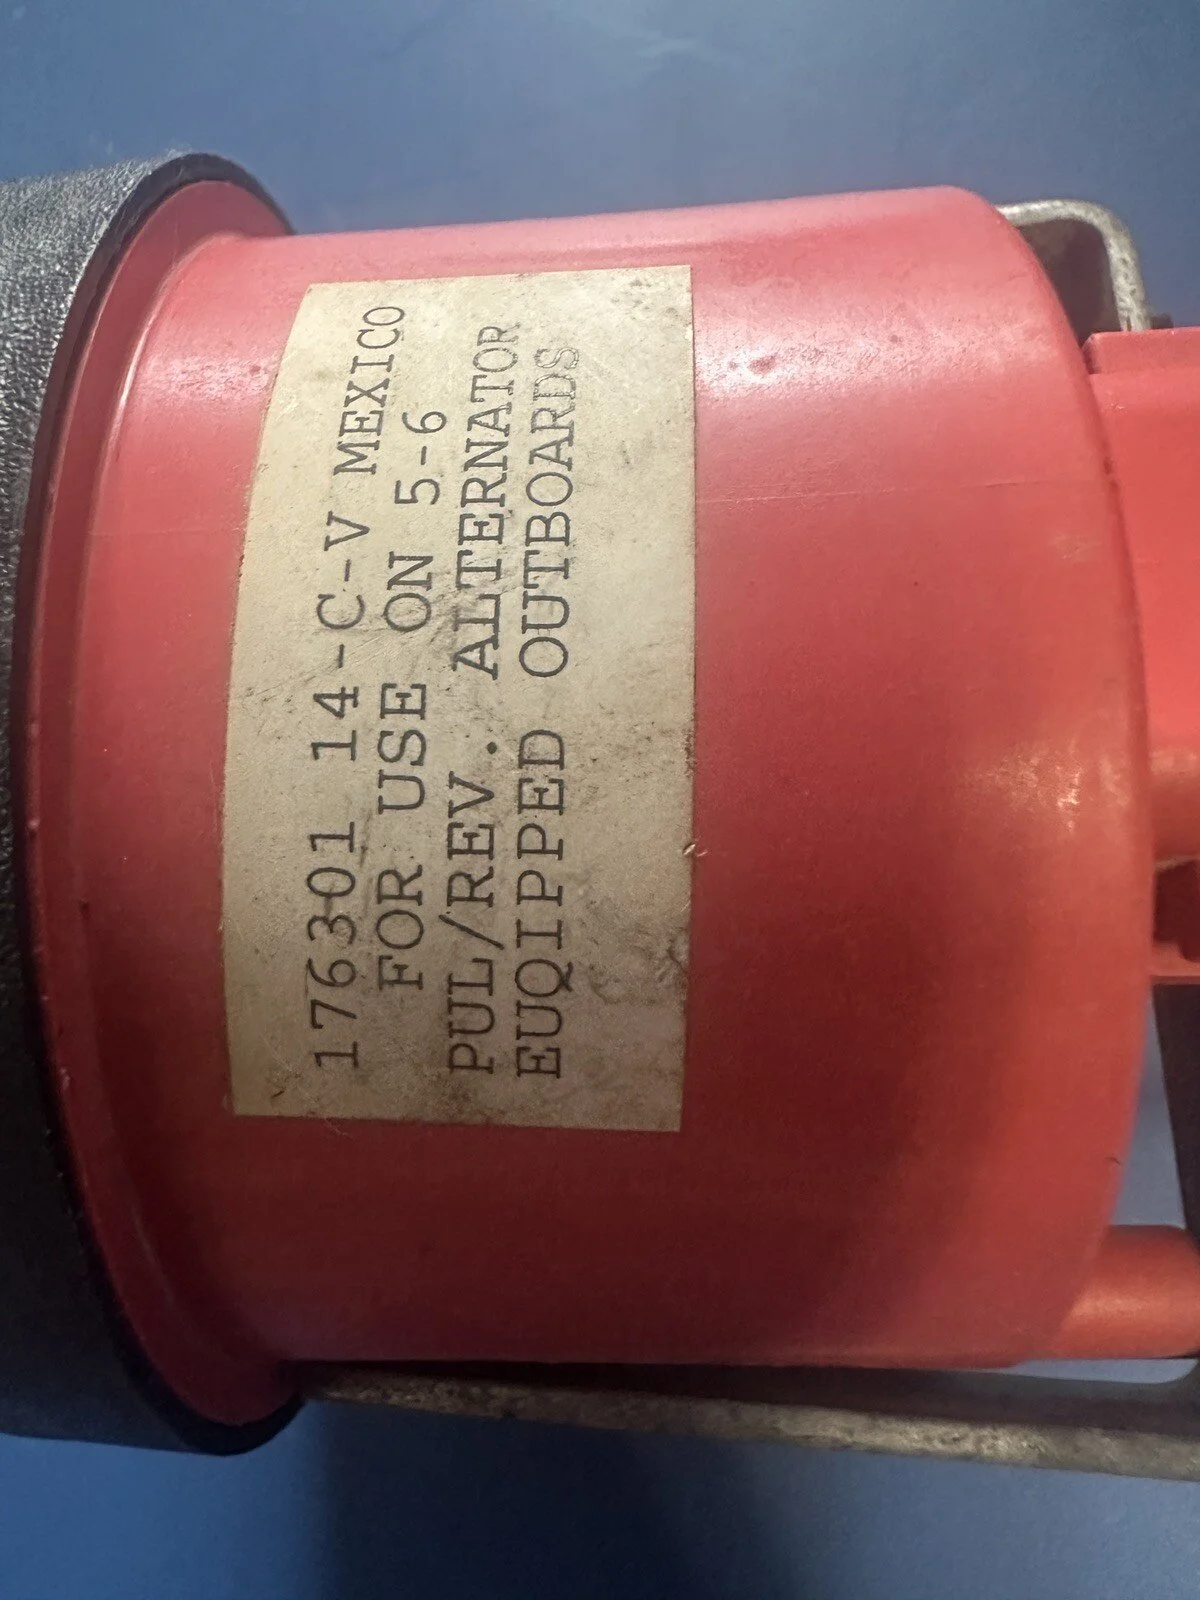 176301 14-C-V MEXICO
FOR USE ON 5-6
PUL/REV. ALTERNATOR
EUQIPPED OUTBOARDS